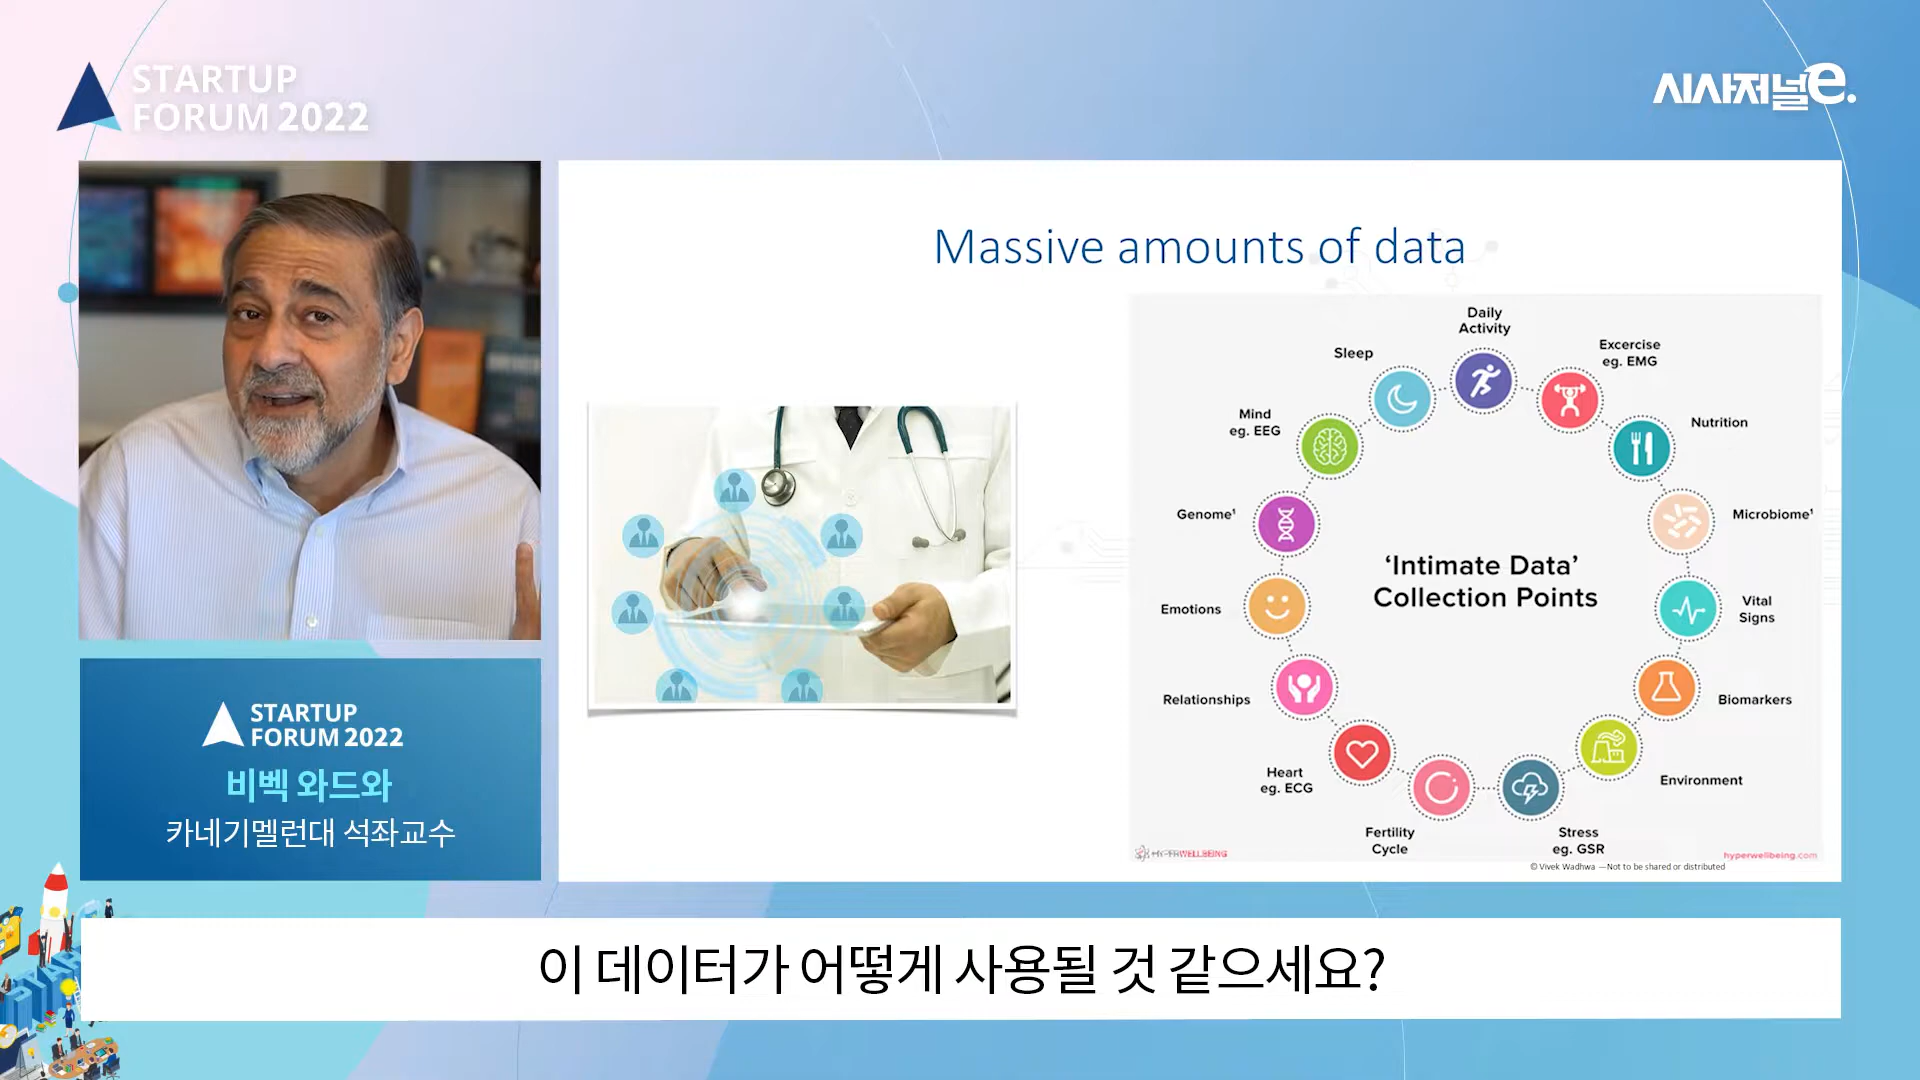 STARTUP
FORUM 2022
시사저널e.
Massive amounts of data
Daily
Activity
Excercise
eg. EMG
Sleep
Mind
eg. EEG
Nutrition
Genome¹
Microbiome¹
'Intimate Data'
Collection Points
Emotions
Vital
Signs
Relationships
Biomarkers
Heart
eg. ECG
Environment
Fertility
Cycle
Stress
eg. GSR
HYPERWELLBEING
hyperwellbeing.com
© Vivek Wadhwa —Not to be shared or distributed
STARTUP
FORUM 2022
비벡 와드와
카네기멜런대 석좌교수
이 데이터가 어떻게 사용될 것 같으세요?